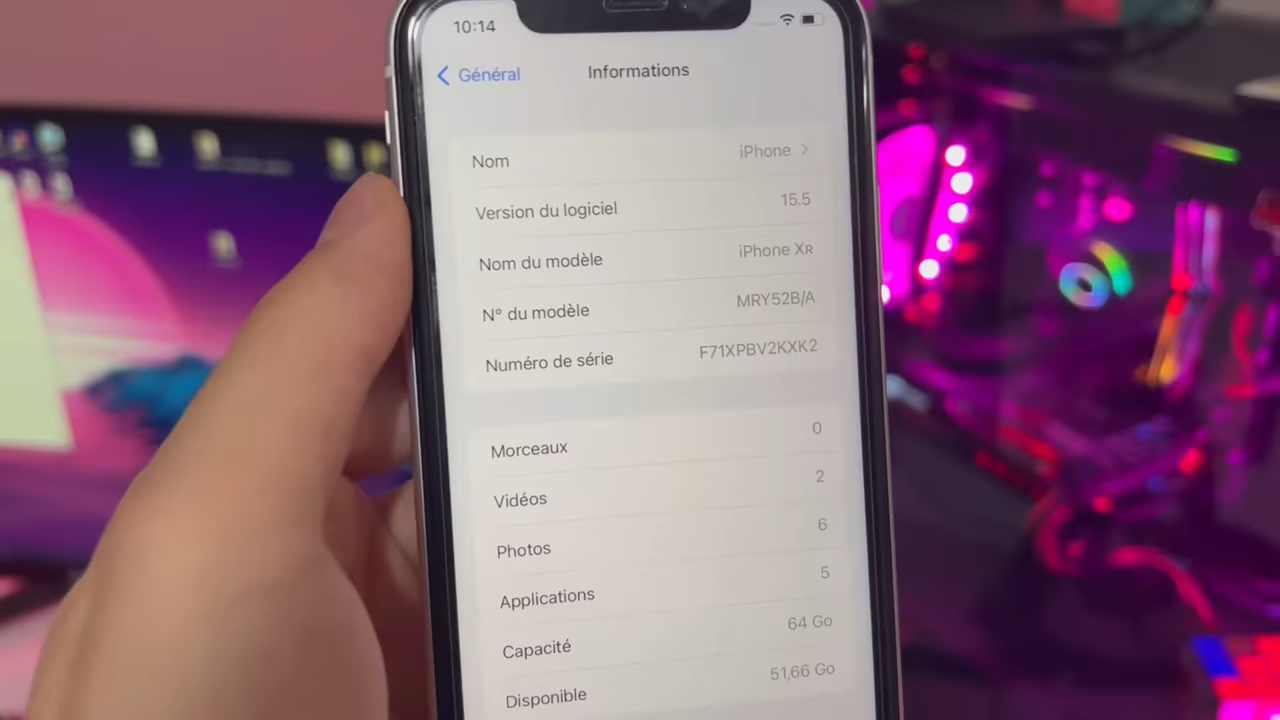 10:14
Général
Informations
Nom iPhone
Version du logiciel 15.5
Nom du modèle iPhone XR
N° du modèle MRY52B/A
Numéro de série F71XPBV2KXK2
Morceaux 0
Vidéos 2
Photos 6
Applications 5
Capacité 64 Go
Disponible 51,66 Go